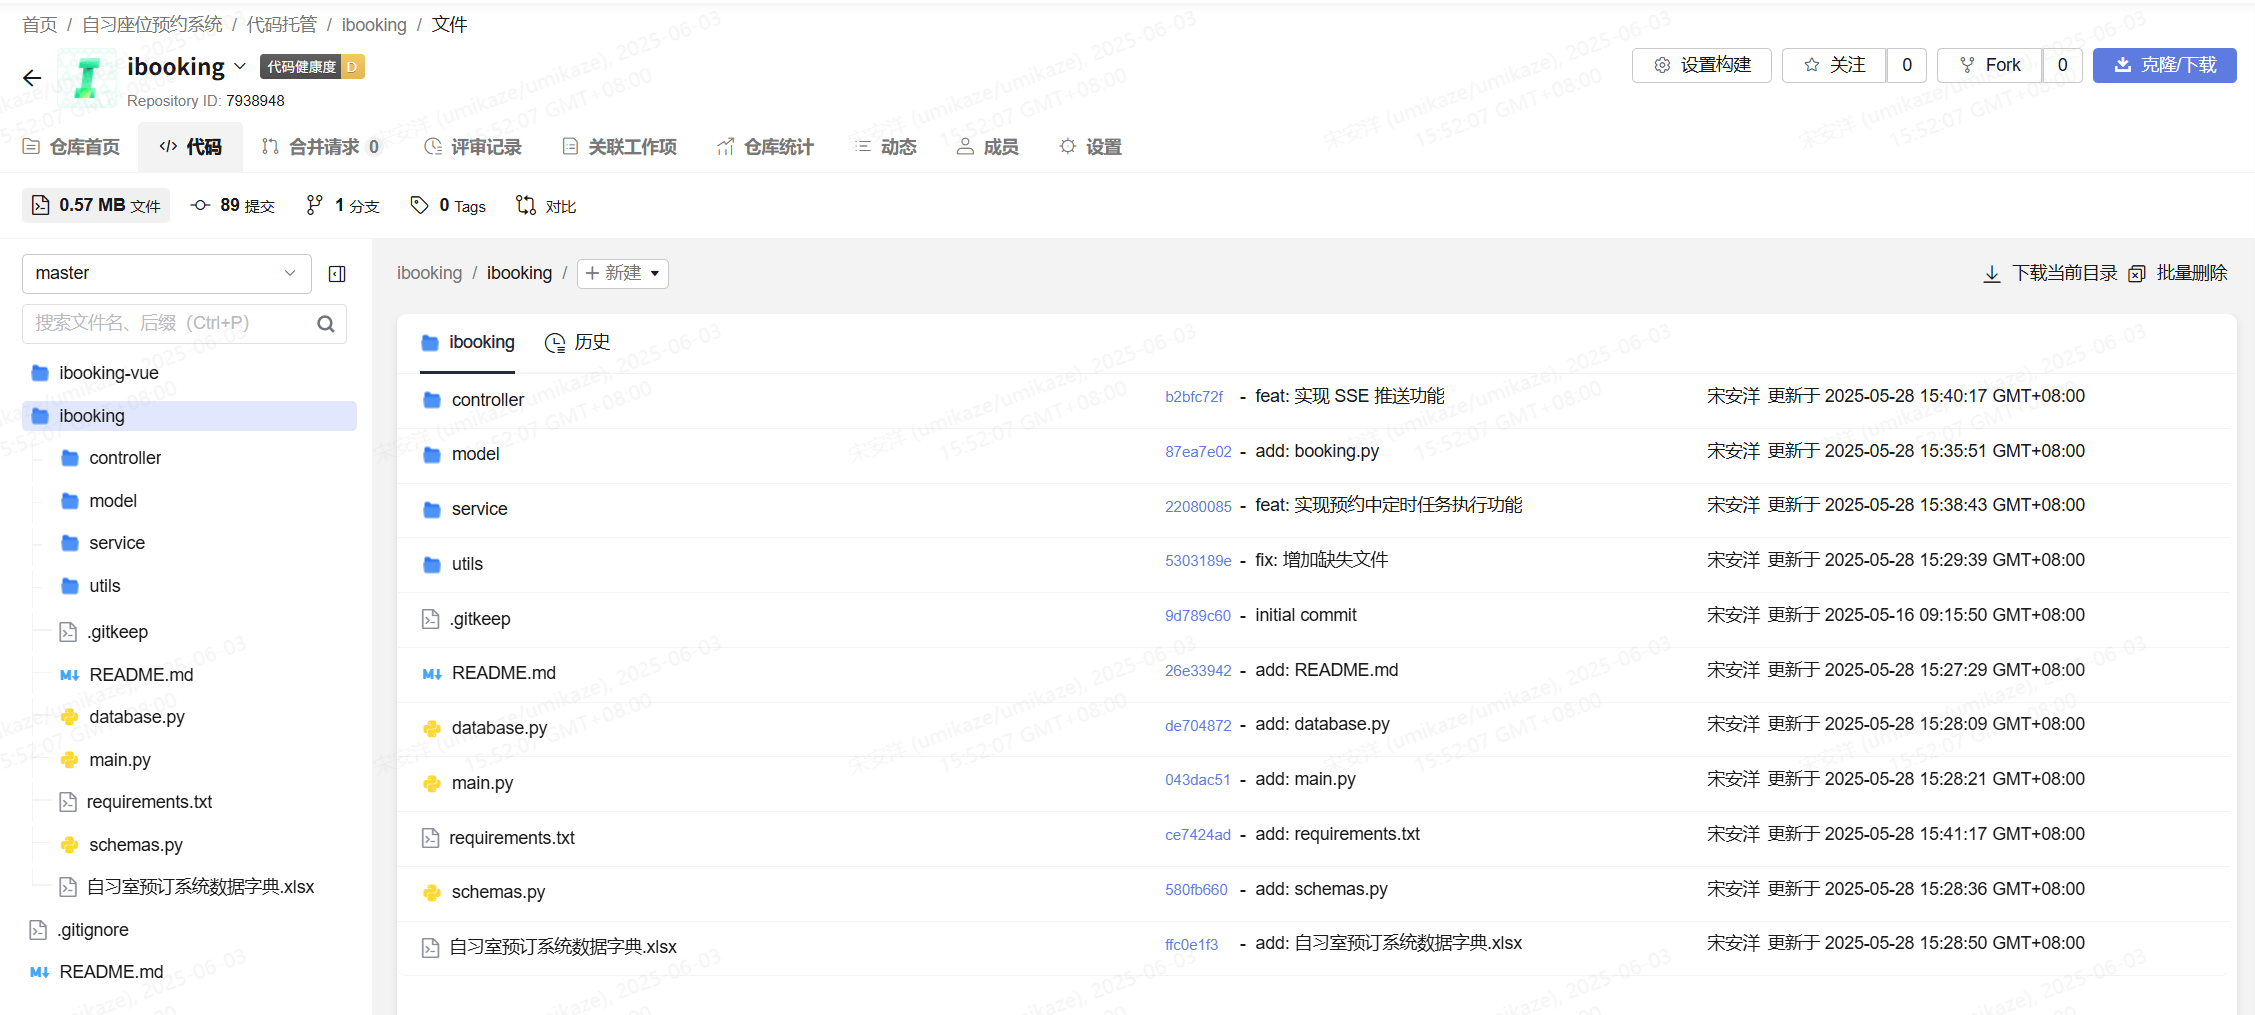 首页 / 自习座位预约系统 / 代码托管 / ibooking / 文件
ibooking 代码健康度 D
Repository ID: 7938948
设置构建 关注 0 Fork 0 克隆/下载
仓库首页 代码 合并请求 0 评审记录 关联工作项 仓库统计 动态 成员 设置
0.57 MB 文件 89 提交 1 分支 0 Tags 对比
master
搜索文件名、后缀（Ctrl+P）
ibooking-vue
ibooking
controller
model
service
utils
.gitkeep
README.md
database.py
main.py
requirements.txt
schemas.py
自习室预订系统数据字典.xlsx
.gitignore
README.md
ibooking / ibooking / 新建
下载当前目录 批量删除
ibooking 历史
controller b2bfc72f - feat: 实现 SSE 推送功能 宋安洋 更新于 2025-05-28 15:40:17 GMT+08:00
model 87ea7e02 - add: booking.py 宋安洋 更新于 2025-05-28 15:35:51 GMT+08:00
service 22080085 - feat: 实现预约中定时任务执行功能 宋安洋 更新于 2025-05-28 15:38:43 GMT+08:00
utils 5303189e - fix: 增加缺失文件 宋安洋 更新于 2025-05-28 15:29:39 GMT+08:00
.gitkeep 9d789c60 - initial commit 宋安洋 更新于 2025-05-16 09:15:50 GMT+08:00
README.md 26e33942 - add: README.md 宋安洋 更新于 2025-05-28 15:27:29 GMT+08:00
database.py de704872 - add: database.py 宋安洋 更新于 2025-05-28 15:28:09 GMT+08:00
main.py 043dac51 - add: main.py 宋安洋 更新于 2025-05-28 15:28:21 GMT+08:00
requirements.txt ce7424ad - add: requirements.txt 宋安洋 更新于 2025-05-28 15:41:17 GMT+08:00
schemas.py 580fb660 - add: schemas.py 宋安洋 更新于 2025-05-28 15:28:36 GMT+08:00
自习室预订系统数据字典.xlsx ffc0e1f3 - add: 自习室预订系统数据字典.xlsx 宋安洋 更新于 2025-05-28 15:28:50 GMT+08:00
宋安洋 (umikaze/umikaze), 2025-06-03
15:52:07 GMT+08:00